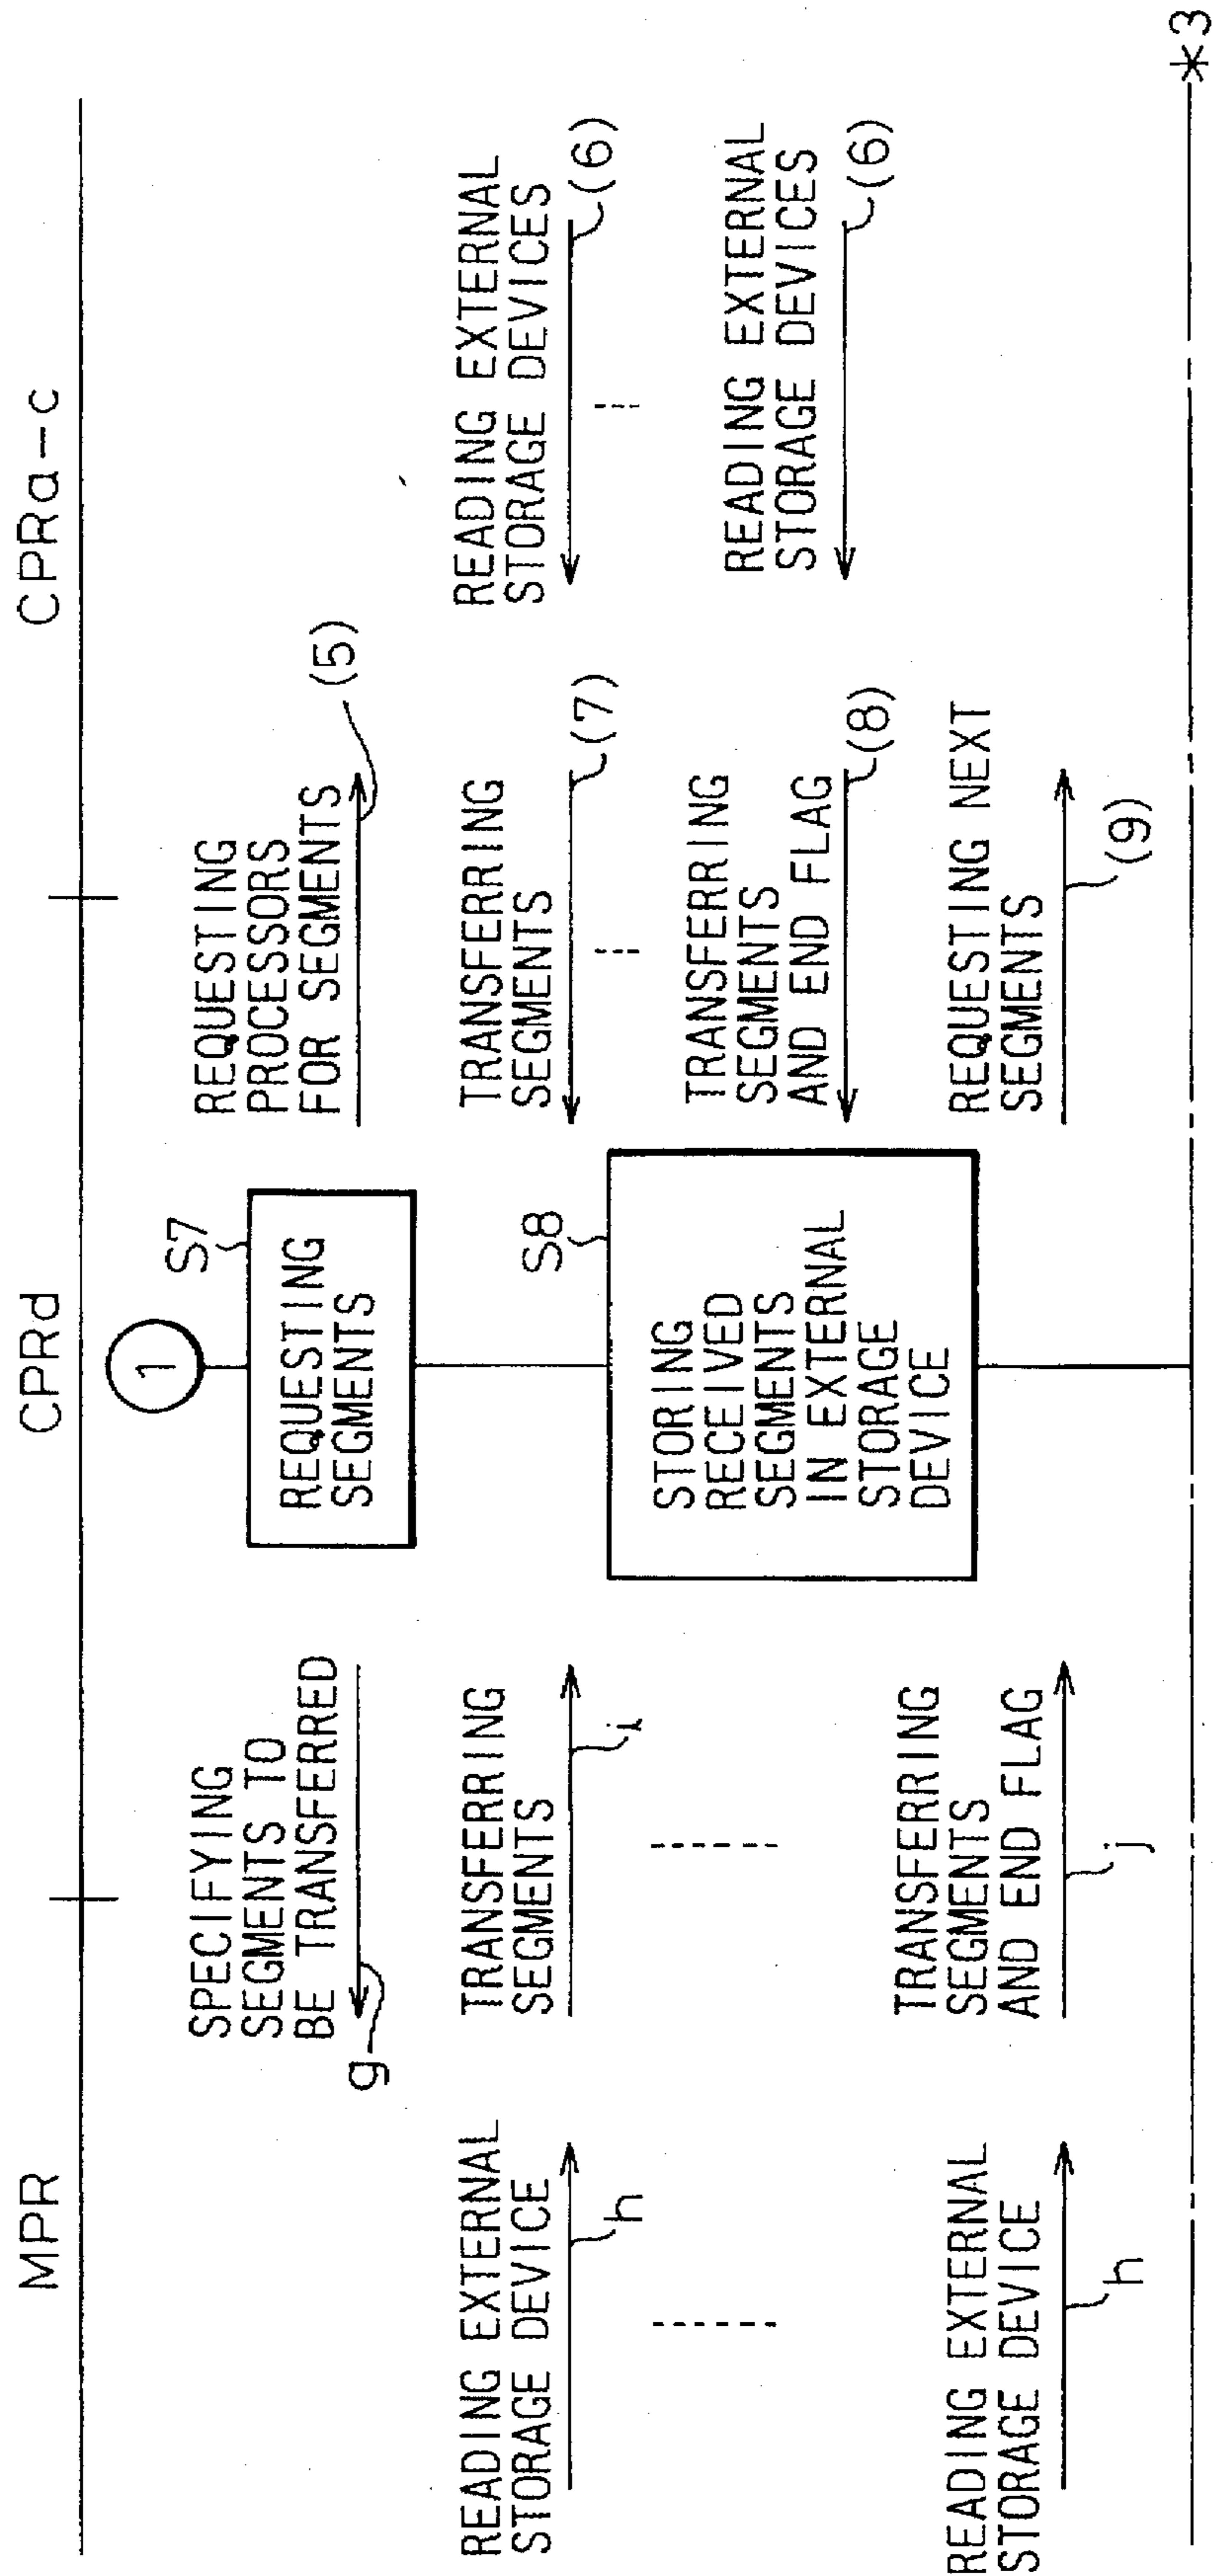 MPR
CPRd
CPRa-c
1
SPECIFYING
SEGMENTS TO
BE TRANSFERRED
g
S7
REQUESTING
SEGMENTS
REQUESTING
PROCESSORS
FOR SEGMENTS
(5)
READING EXTERNAL
STORAGE DEVICE
h
TRANSFERRING
SEGMENTS
i
S8
STORING
RECEIVED
SEGMENTS
IN EXTERNAL
STORAGE
DEVICE
TRANSFERRING
SEGMENTS
(7)
READING EXTERNAL
STORAGE DEVICES
(6)
TRANSFERRING
SEGMENTS
AND END FLAG
(8)
READING EXTERNAL
STORAGE DEVICES
(6)
READING EXTERNAL
STORAGE DEVICE
h
TRANSFERRING
SEGMENTS
AND END FLAG
j
REQUESTING NEXT
SEGMENTS
(9)
*3